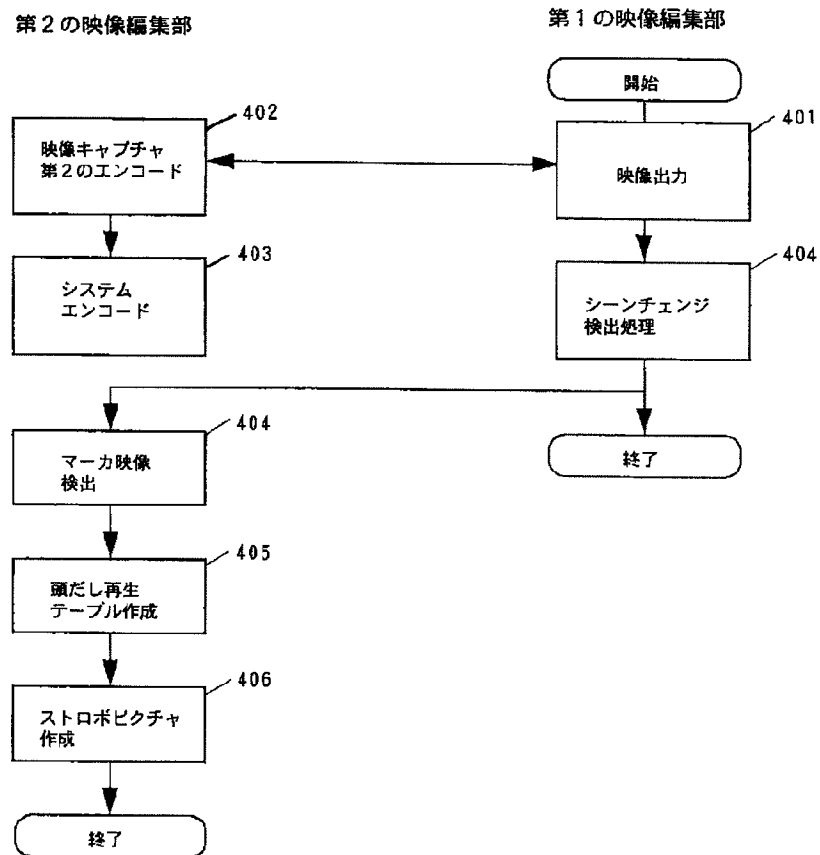 第2の映像編集部
第1の映像編集部
開始
402
401
映像キャプチャ
第2のエンコード
映像出力
403
404
システム
エンコード
シーンチェンジ
検出処理
404
マーカ映像
検出
終了
405
頭だし再生
テーブル作成
406
ストロボピクチャ
作成
終了